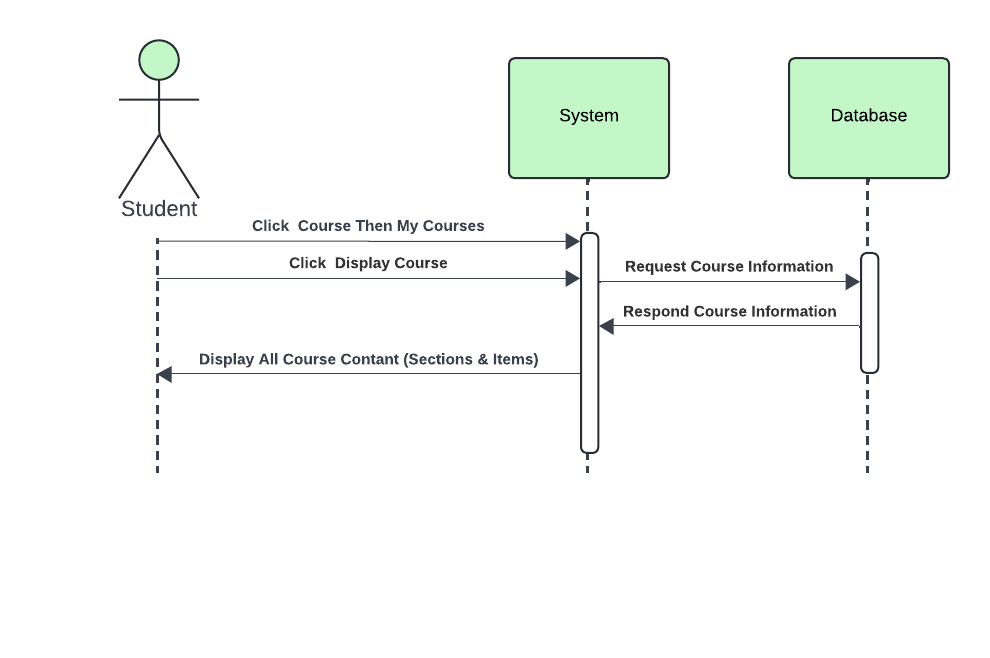 System
Database
Student
Click  Course Then My Courses
Click  Display Course
Request Course Information
Respond Course Information
Display All Course Contant (Sections & Items)